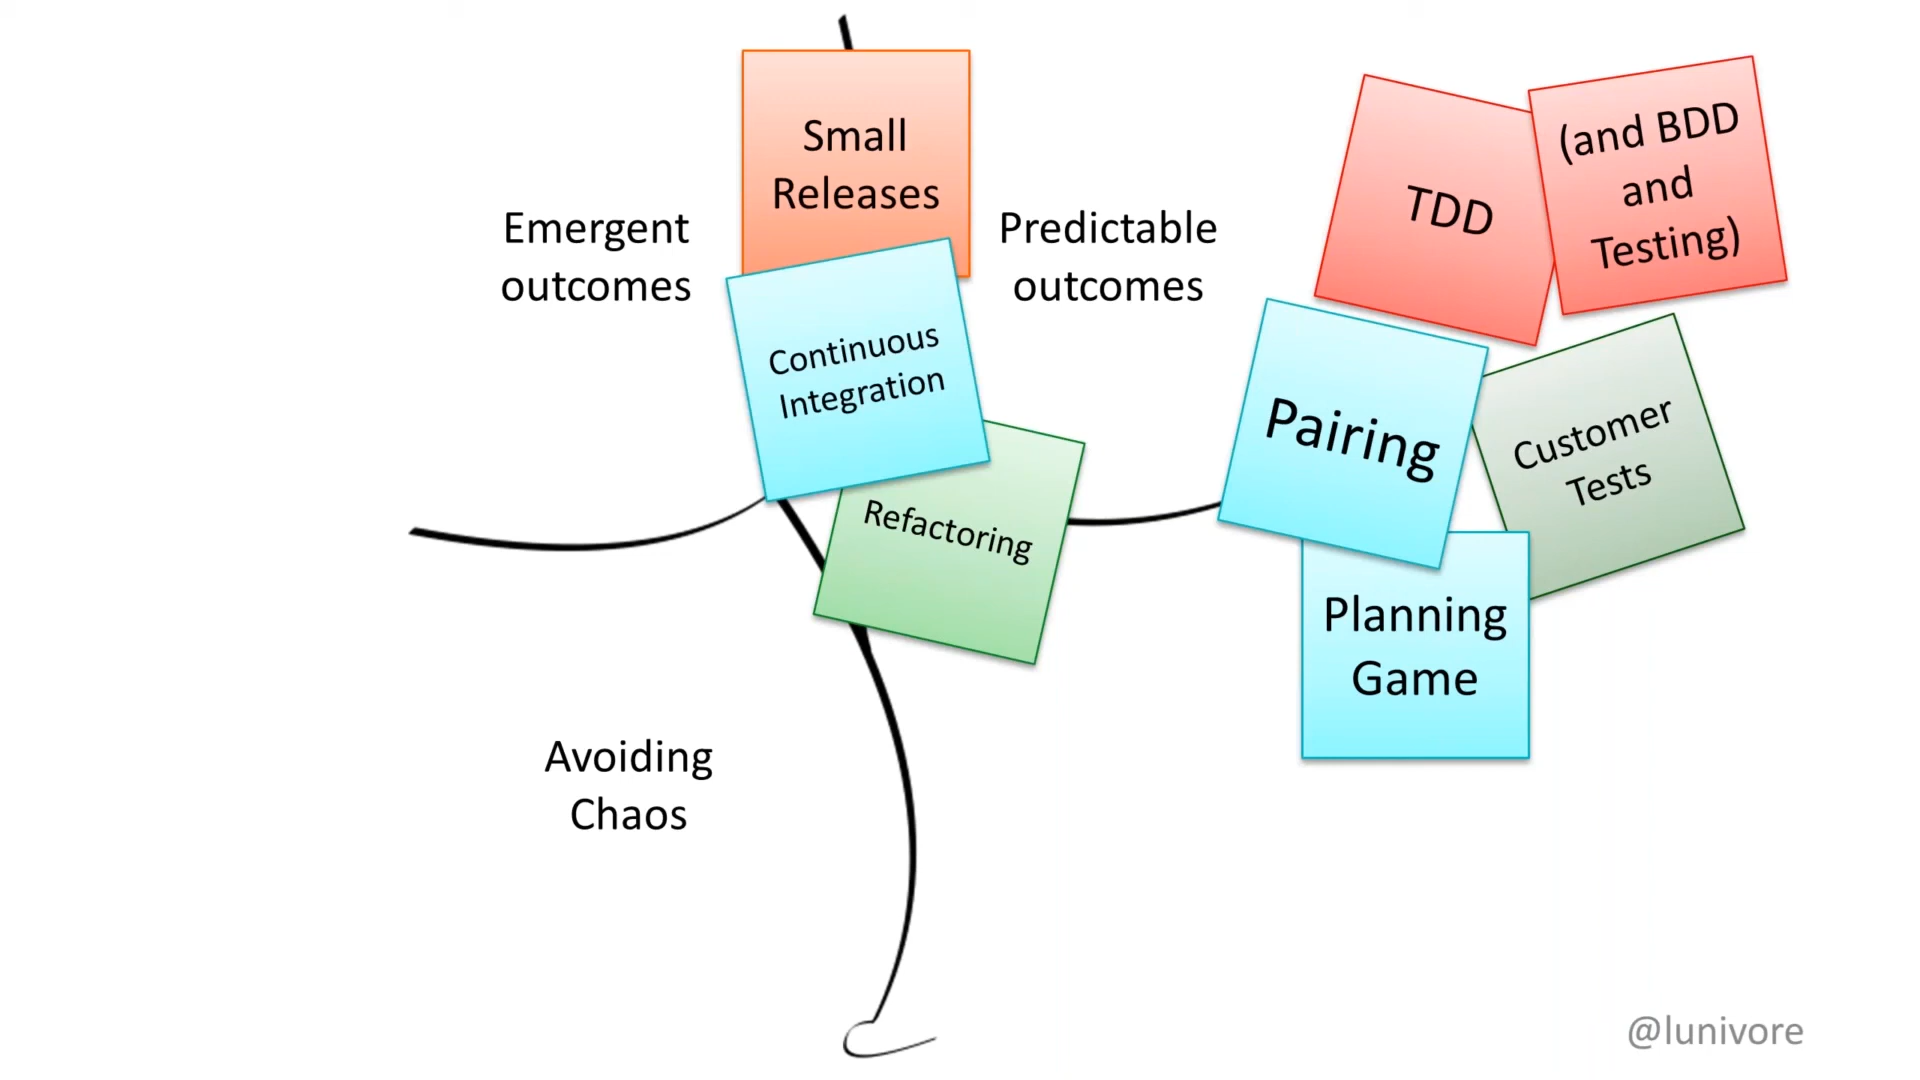 Small
Releases
Emergent
outcomes
Predictable
outcomes
Continuous
Integration
Refactoring
TDD
(and BDD
and
Testing)
Pairing
Customer
Tests
Planning
Game
Avoiding
Chaos
@lunivore